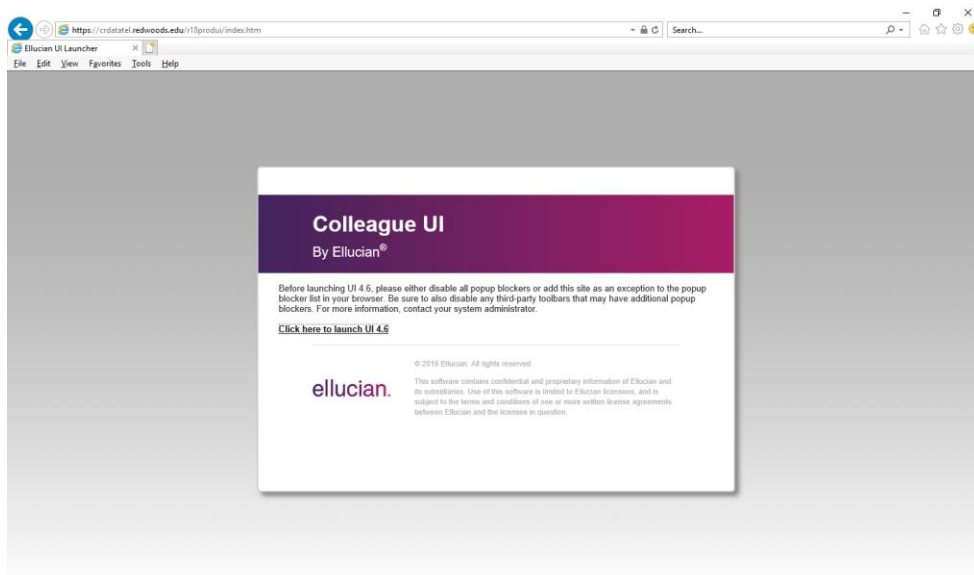 https://crdatatel.redwoods.edu/r18produi/index.htm
Search...
Ellucian UI Launcher
File Edit View Favorites Tools Help
Colleague UI
By Ellucian®
Before launching UI 4.6, please either disable all popup blockers or add this site as an exception to the popup
blocker list in your browser. Be sure to also disable any third-party toolbars that may have additional popup
blockers. For more information, contact your system administrator.
Click here to launch UI 4.6
© 2016 Ellucian. All rights reserved.
ellucian.
This software contains confidential and proprietary information of Ellucian and
its subsidiaries. Use of this software is limited to Ellucian licensees, and is
subject to the terms and conditions of one or more written license agreements
between Ellucian and the licensee in question.